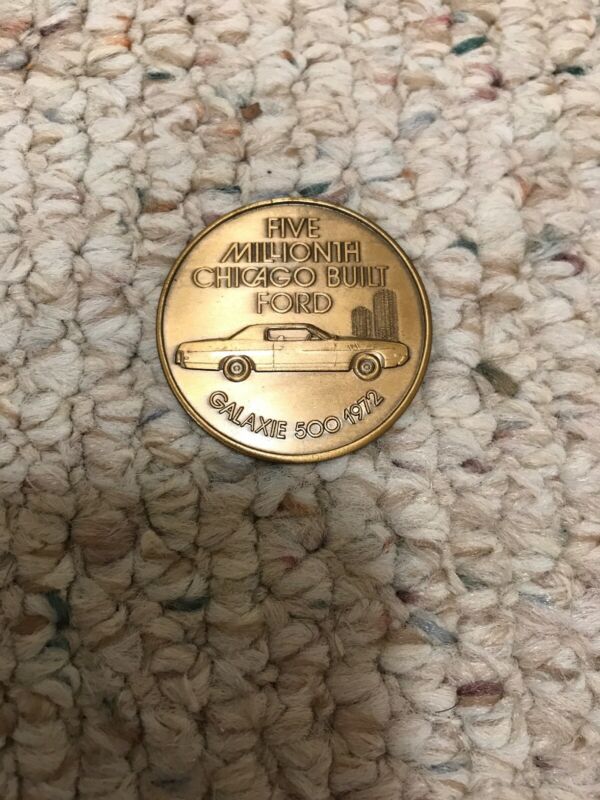 FIVE
MILLIONTH
CHICAGO BUILT
FORD
GALAXIE 500 1972